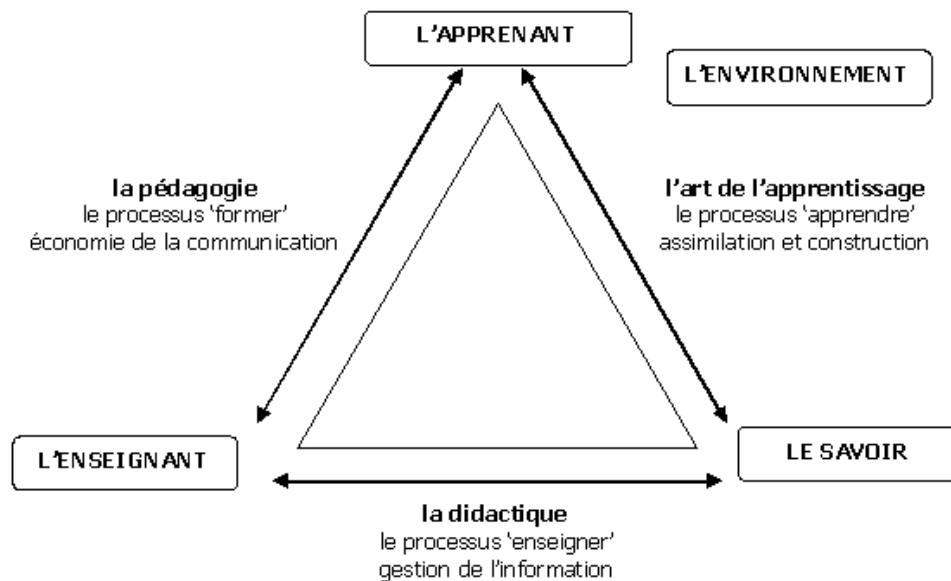 L'APPRENANT
L'ENVIRONNEMENT
la pédagogie
le processus 'former'
économie de la communication
l'art de l'apprentissage
le processus 'apprendre'
assimilation et construction
L'ENSEIGNANT
LE SAVOIR
la didactique
le processus 'enseigner'
gestion de l'information